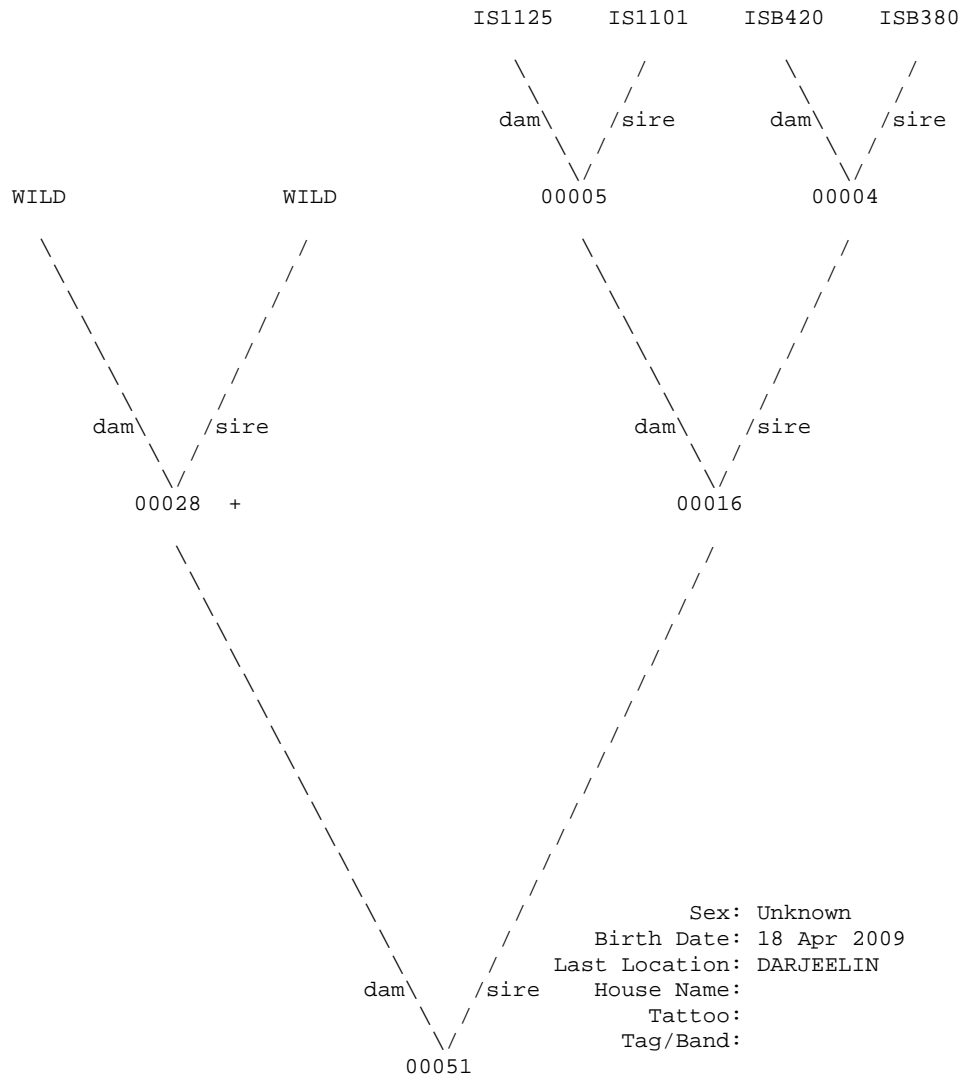 IS1125 IS1101 ISB420 ISB380
dam /sire dam /sire
WILD WILD 00005 00004
dam /sire dam /sire
00028 + 00016
Sex: Unknown
Birth Date: 18 Apr 2009
Last Location: DARJEELIN
dam /sire House Name:
Tattoo:
Tag/Band:
00051